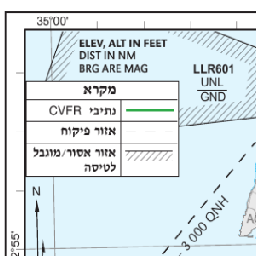 35°00'
ELEV, ALT IN FEET
DIST IN NM
BRG ARE MAG
LLR601
UNL
GND
מקרא
נתיבי CVFR
אזור פיקוח
אזור אסור/מוגבל
לטיסה
N
3 000 QNH
2°55'